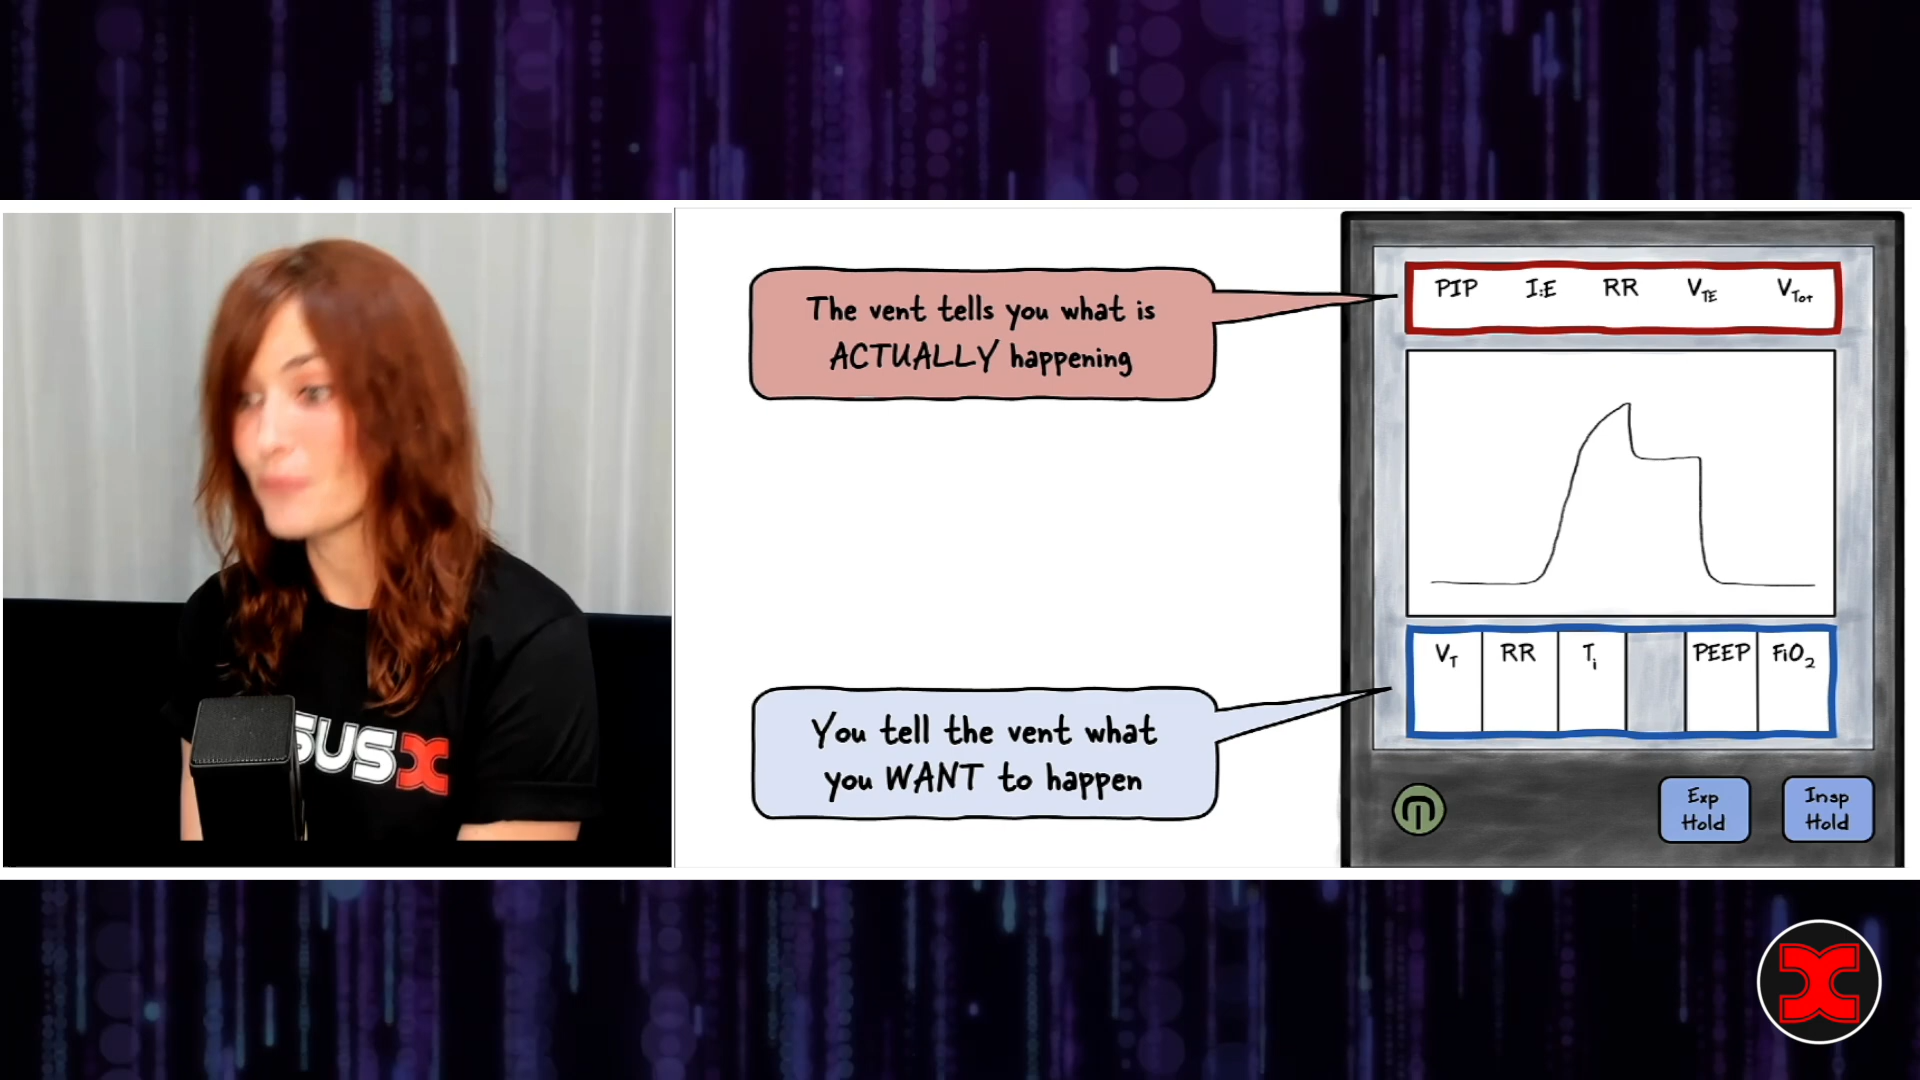 The vent tells you what is
ACTUALLY happening
PIP I:E RR VTE VTot
VT RR Ti PEEP FiO2
You tell the vent what
you WANT to happen
Exp
Hold
Insp
Hold
SUSX